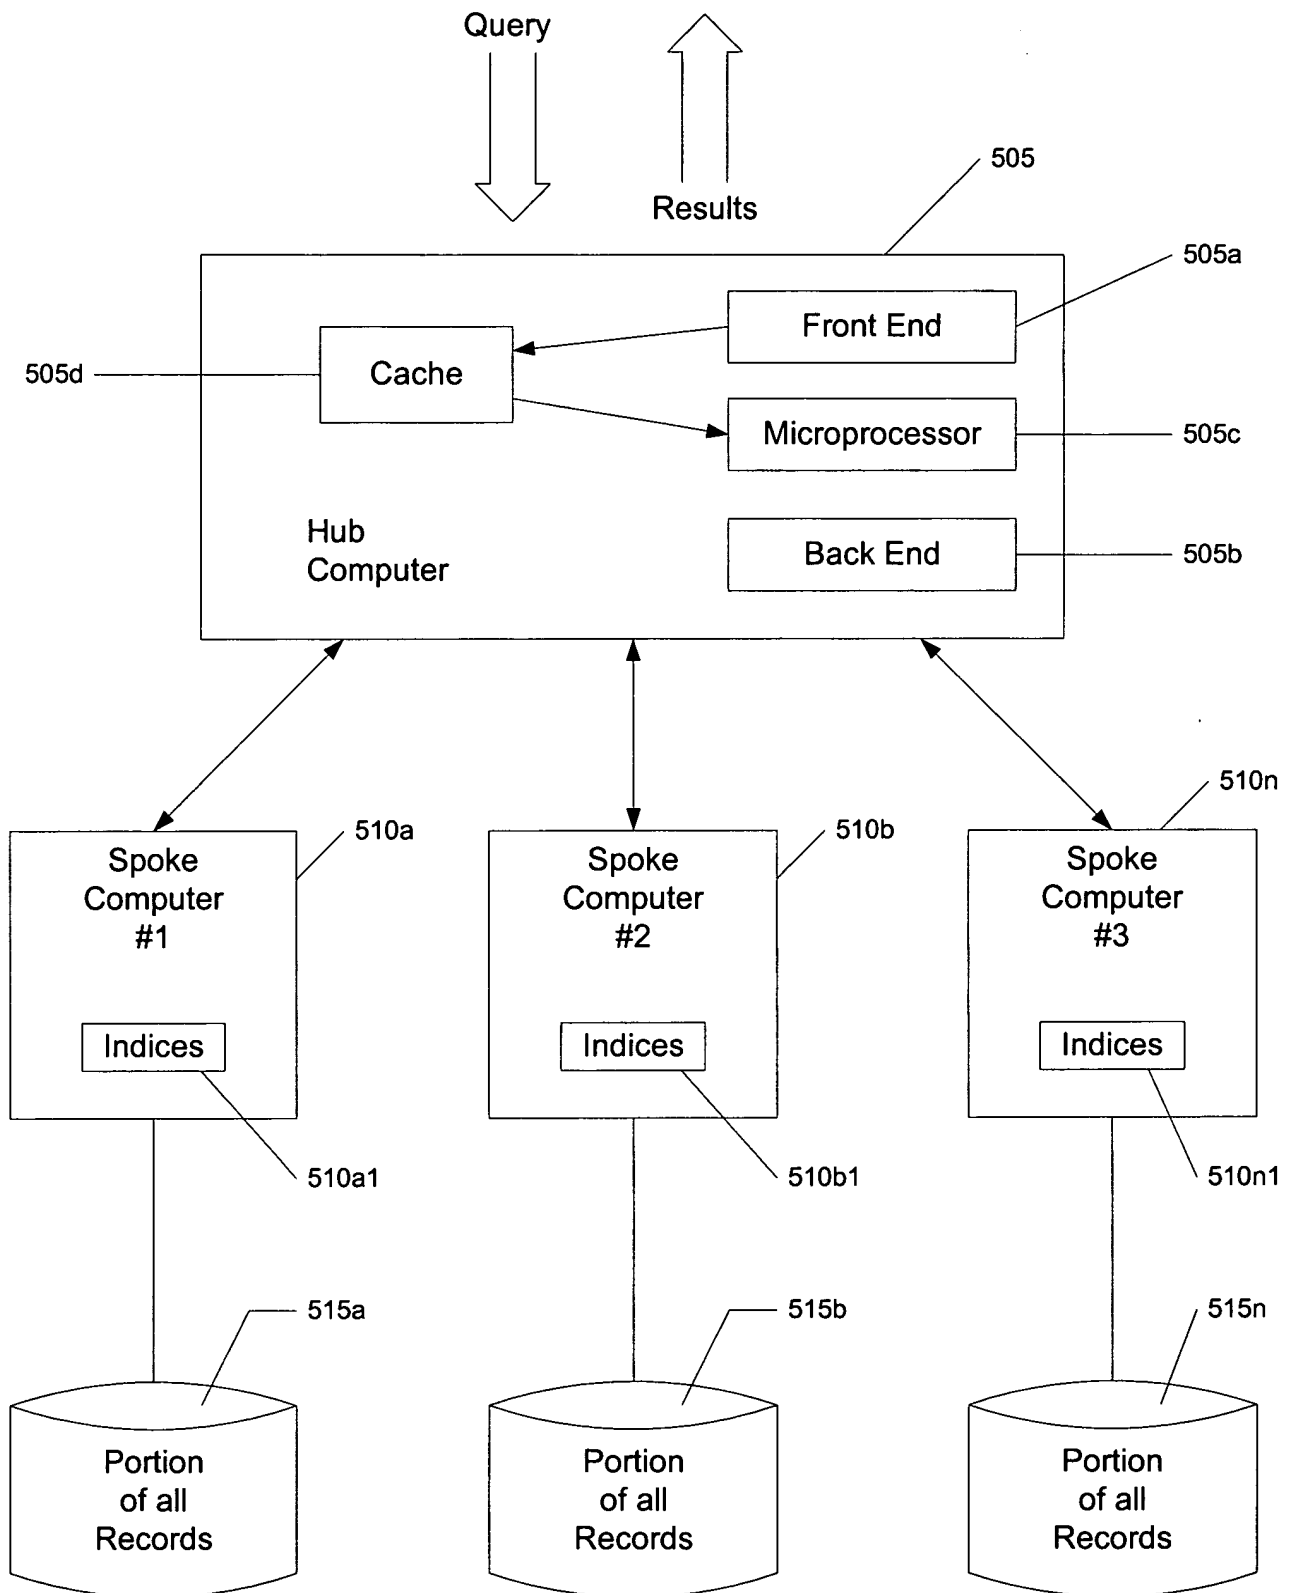 Query
Results
505
505a
Front End
Cache
505d
Microprocessor
505c
Hub
Computer
Back End
505b
510n
510a
510b
Spoke
Computer
#1
Spoke
Computer
#2
Spoke
Computer
#3
Indices
Indices
Indices
510a1
510b1
510n1
515a
515b
515n
Portion
of all
Records
Portion
of all
Records
Portion
of all
Records